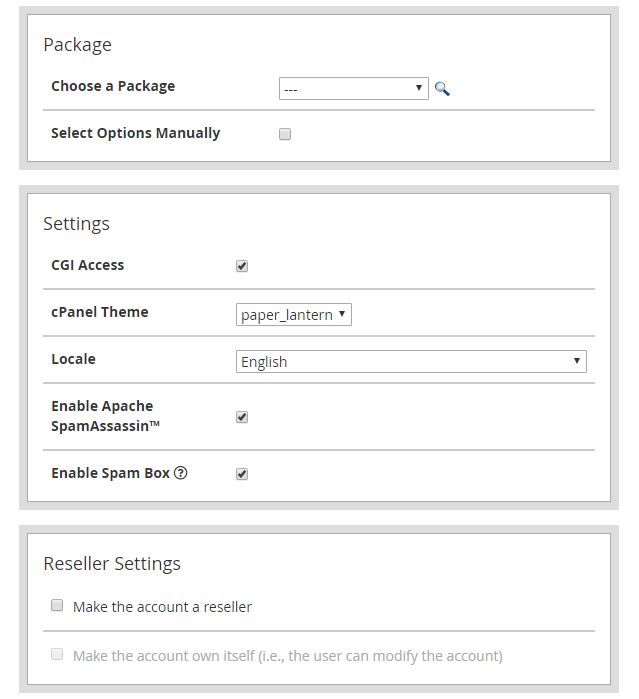 Package
Choose a Package
---
Select Options Manually
Settings
CGI Access
cPanel Theme
paper_lantern
Locale
English
Enable Apache
SpamAssassin™
Enable Spam Box
Reseller Settings
Make the account a reseller
Make the account own itself (i.e., the user can modify the account)